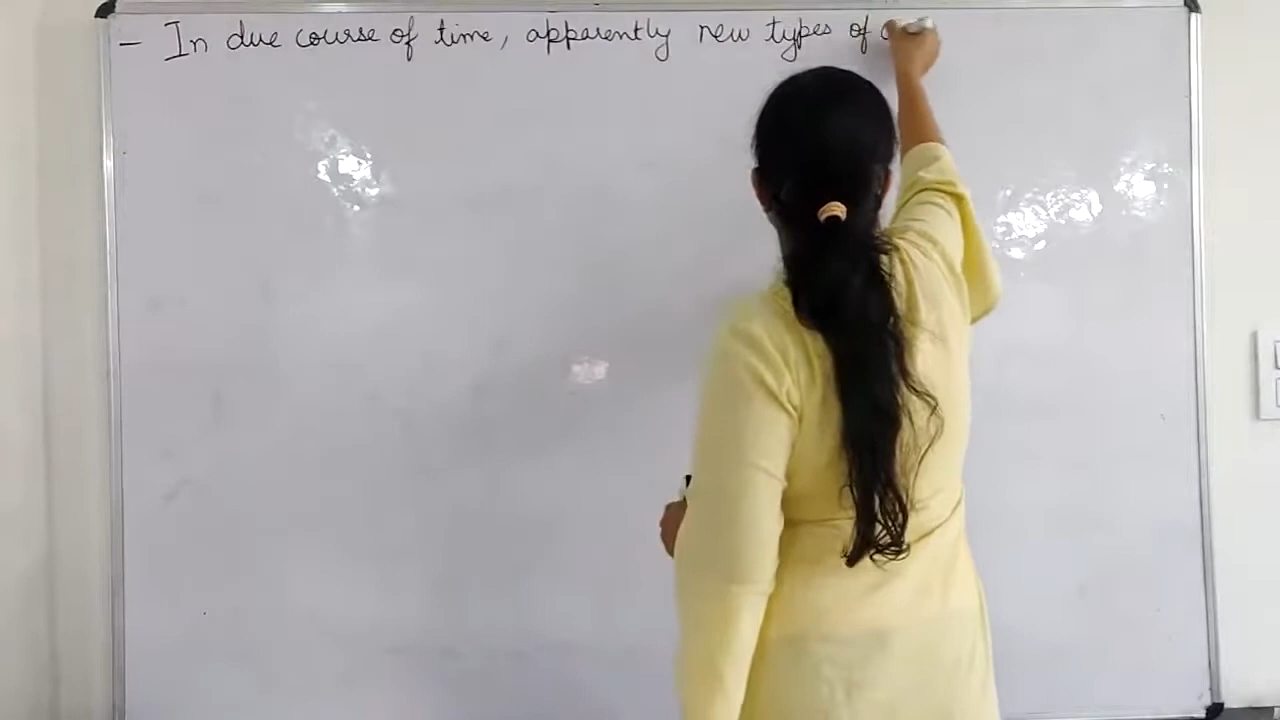 - In due course of time, apparently new types of